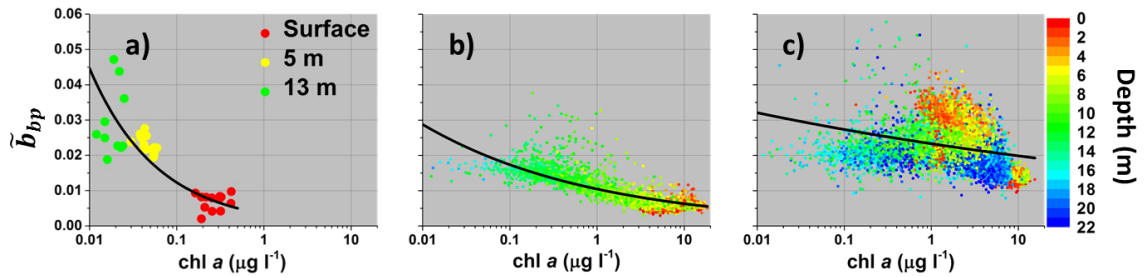 a)
Surface
5 m
13 m
b)
c)
0.06
0.05
0.04
0.03
0.02
0.01
0.00
b̃bp
0.01 0.1 1 10
chl a (µg l⁻¹)
0.01 0.1 1 10
chl a (µg l⁻¹)
0.01 0.1 1 10
chl a (µg l⁻¹)
0
2
4
6
8
10
12
14
16
18
20
22
Depth (m)